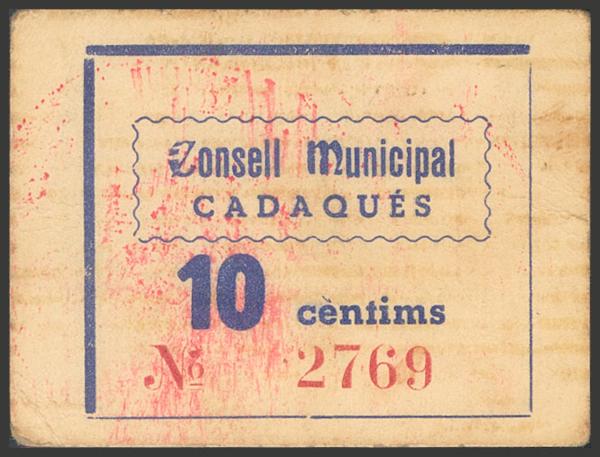 Consell Municipal
CADAQUÉS
10 cèntims
Nº 2769